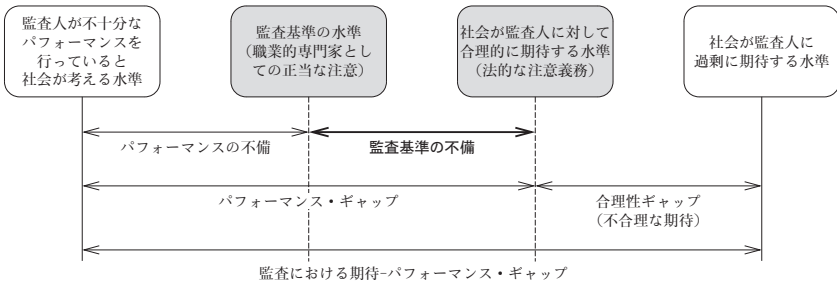 監査人が不十分な
パフォーマンスを
行っていると
社会が考える水準
監査基準の水準
（職業的専門家とし
ての正当な注意）
社会が監査人に対して
合理的に期待する水準
（法的な注意義務）
社会が監査人に
過剰に期待する水準
パフォーマンスの不備
監査基準の不備
パフォーマンス・ギャップ
合理性ギャップ
（不合理な期待）
監査における期待-パフォーマンス・ギャップ